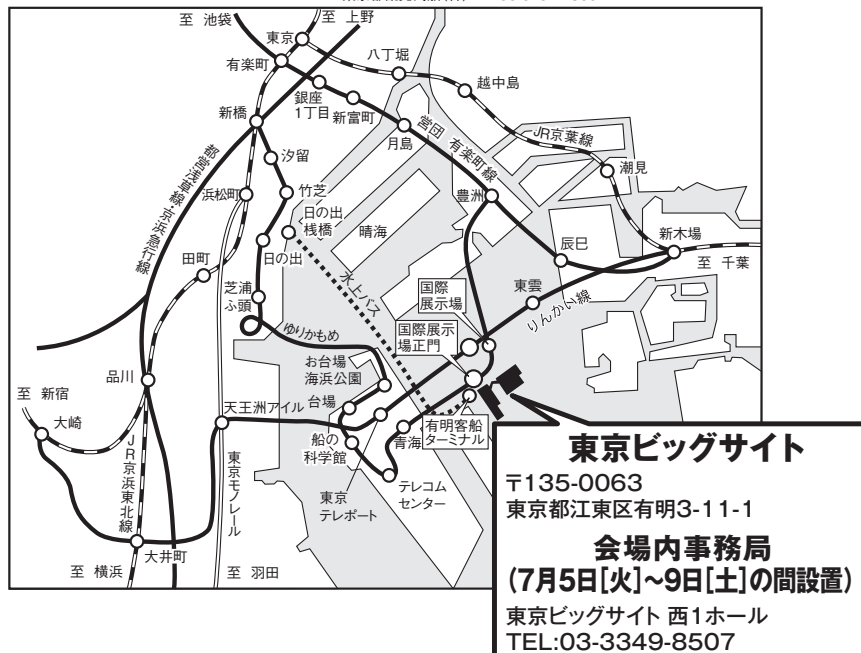 至 池袋
至 上野
東京
有楽町
八丁堀
越中島
銀座
1丁目
新富町
新橋
月島
営団 有楽町線
JR京葉線
汐留
潮見
都営浅草線・京浜急行線
浜松町
竹芝
豊洲
日の出
桟橋
晴海
新木場
辰巳
至 千葉
田町
日の出
水上バス
国際
展示場
東雲
りんかい線
芝浦
ふ頭
ゆりかもめ
国際展示
場正門
お台場
海浜公園
品川
至 新宿
大崎
天王洲アイル
台場
有明客船
ターミナル
船の
科学館
青海
JR京浜東北線
東京モノレール
東京
テレポート
テレコム
センター
大井町
至 横浜
至 羽田
東京ビッグサイト
〒135-0063
東京都江東区有明3-11-1
会場内事務局
(7月5日[火]~9日[土]の間設置)
東京ビッグサイト 西1ホール
TEL:03-3349-8507